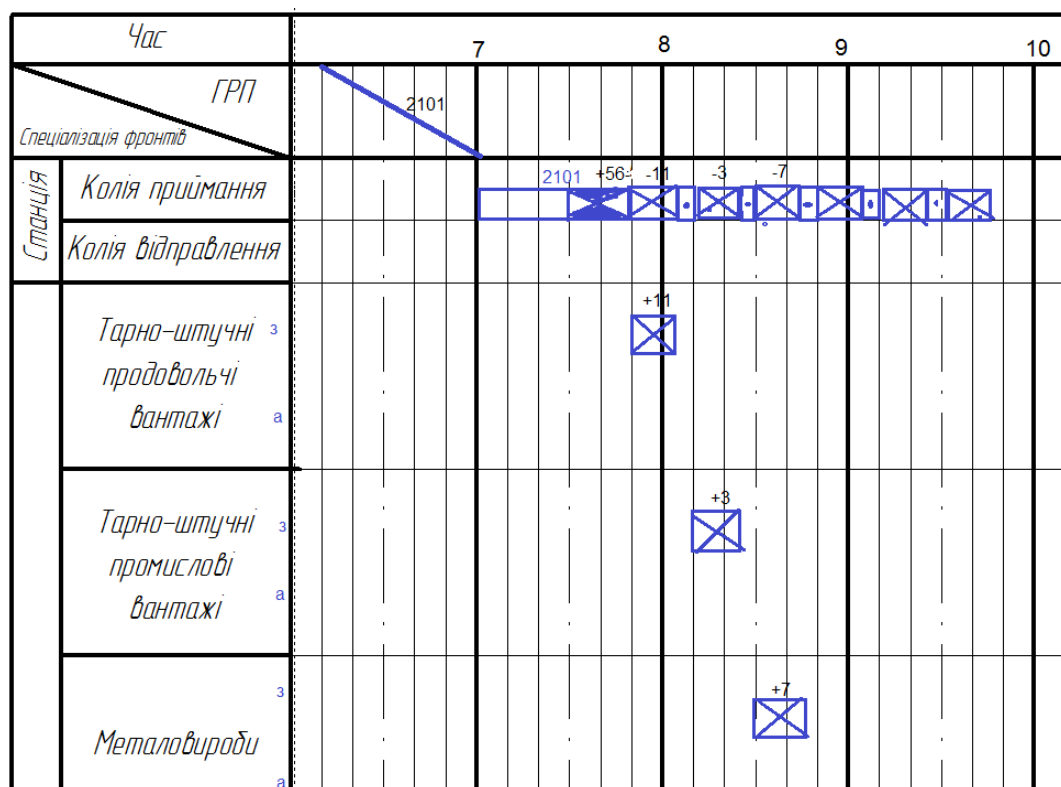 Час
7
8
9
10
ГРП
Спеціалізація фронтів
2101
Станція
Колія приймання
2101
+56
-11
-3
-7
Колія відправлення
+11
Тарно-штучні
продовольчі
вантажі
з
а
+3
Тарно-штучні
промислові
вантажі
з
а
+7
Металовироби
з
а